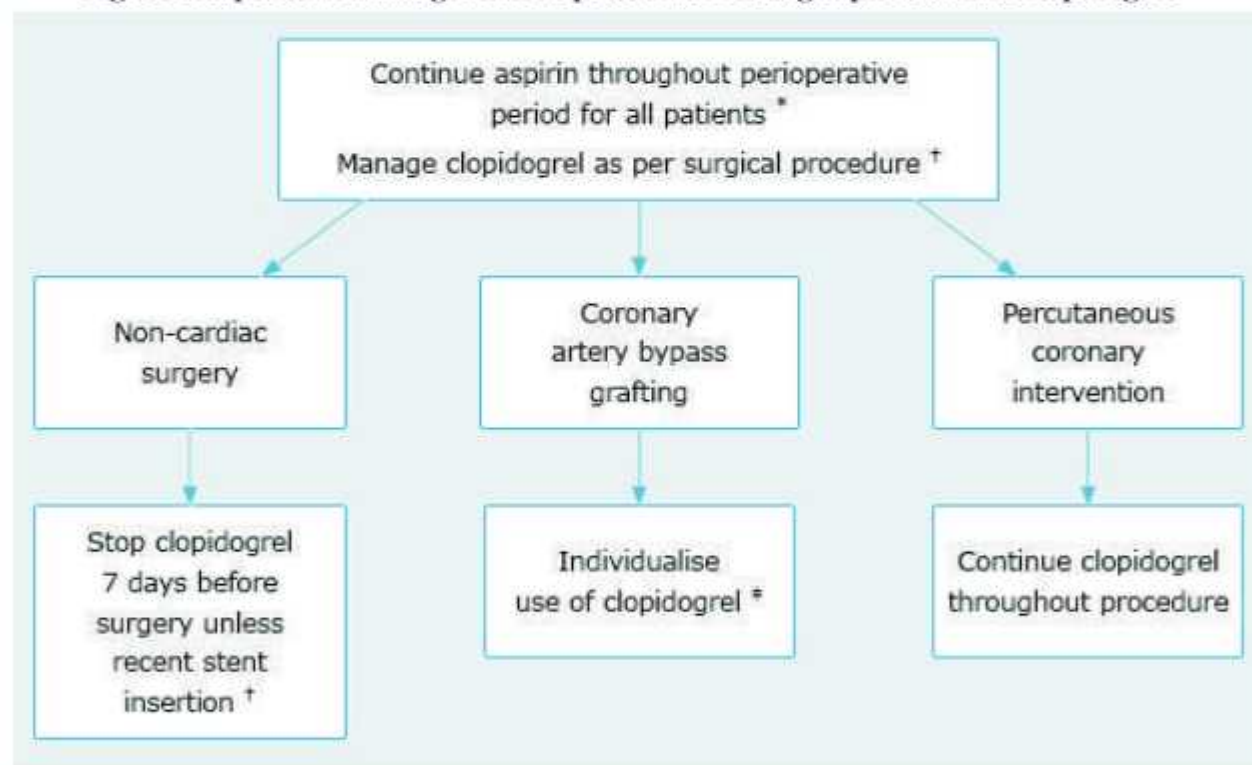 Continue aspirin throughout perioperative
period for all patients *
Manage clopidogrel as per surgical procedure †
Non-cardiac
surgery
Coronary
artery bypass
grafting
Percutaneous
coronary
intervention
Stop clopidogrel
7 days before
surgery unless
recent stent
insertion †
Individualise
use of clopidogrel ‡
Continue clopidogrel
throughout procedure